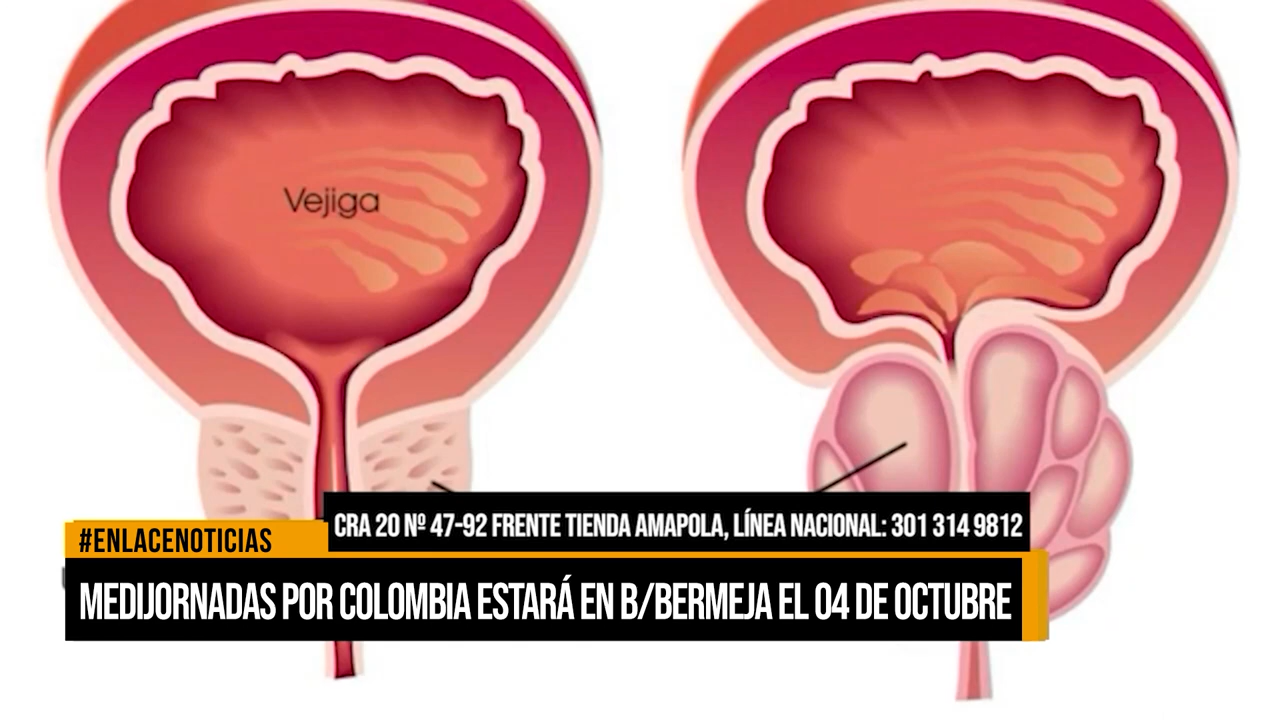 Vejiga
CRA 20 Nº 47-92 FRENTE TIENDA AMAPOLA, LÍNEA NACIONAL: 301 314 9812
#ENLACENOTICIAS
MEDIJORNADAS POR COLOMBIA ESTARÁ EN B/BERMEJA EL 04 DE OCTUBRE